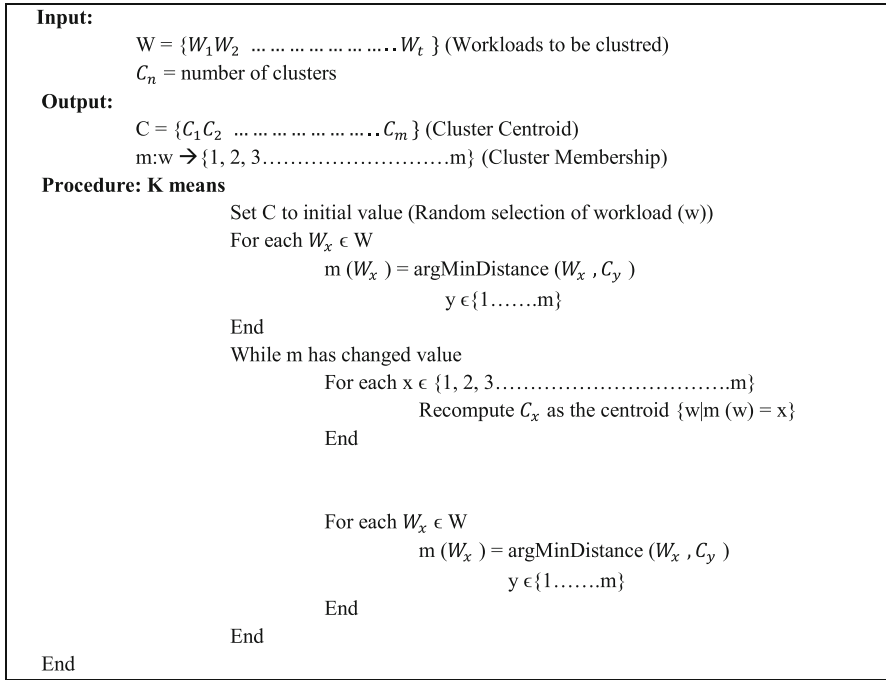 Input:
W = {W₁W₂ ... ... ... ... ... ... ….. Wₜ } (Workloads to be clustred)
Cₙ = number of clusters
Output:
C = {C₁C₂ ... ... ... ... ... ... ….. Cₘ} (Cluster Centroid)
m:w ➔{1, 2, 3……………………….m} (Cluster Membership)
Procedure: K means
Set C to initial value (Random selection of workload (w))
For each Wₓ ϵ W
m (Wₓ ) = argMinDistance (Wₓ , Cᵧ )
y ϵ{1…….m}
End
While m has changed value
For each x ϵ {1, 2, 3…………………………….m}
Recompute Cₓ as the centroid {w|m (w) = x}
End
For each Wₓ ϵ W
m (Wₓ ) = argMinDistance (Wₓ , Cᵧ )
y ϵ{1…….m}
End
End
End